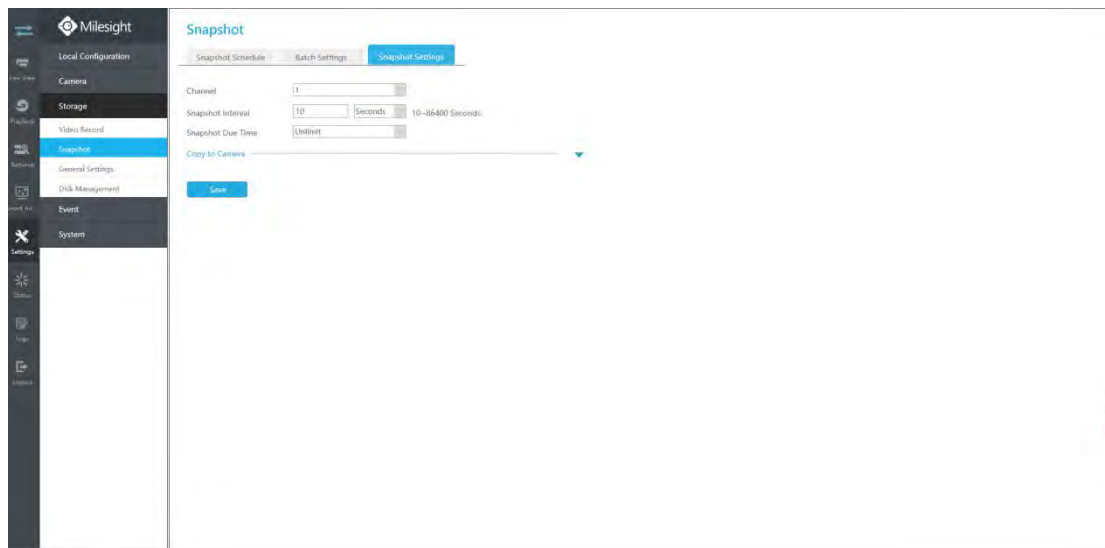 Milesight
Local Configuration
Camera
Storage
Video Record
Snapshot
General Settings
Disk Management
Event
System
Playback
Settings
Snapshot
Snapshot Schedule
Batch Settings
Snapshot Settings
Channel 1
Snapshot Interval 10 Seconds 10~86400 Seconds
Snapshot Due Time Unlimit
Copy to Camera
Save